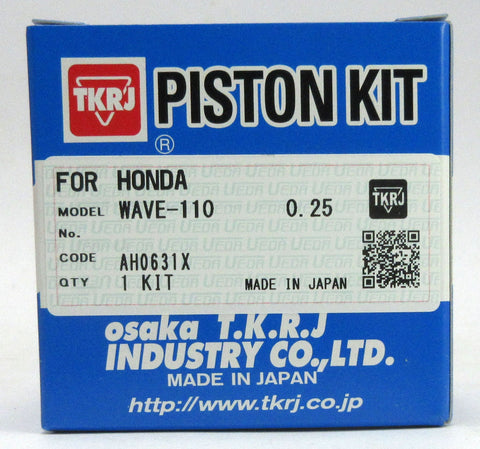 TKRJ PISTON KIT
®
FOR HONDA
MODEL WAVE-110 0.25 TKRJ
No.
CODE AH0631X
QTY 1 KIT MADE IN JAPAN
osaka T.K.R.J
INDUSTRY CO.,LTD.
MADE IN JAPAN
http://www.tkrj.co.jp